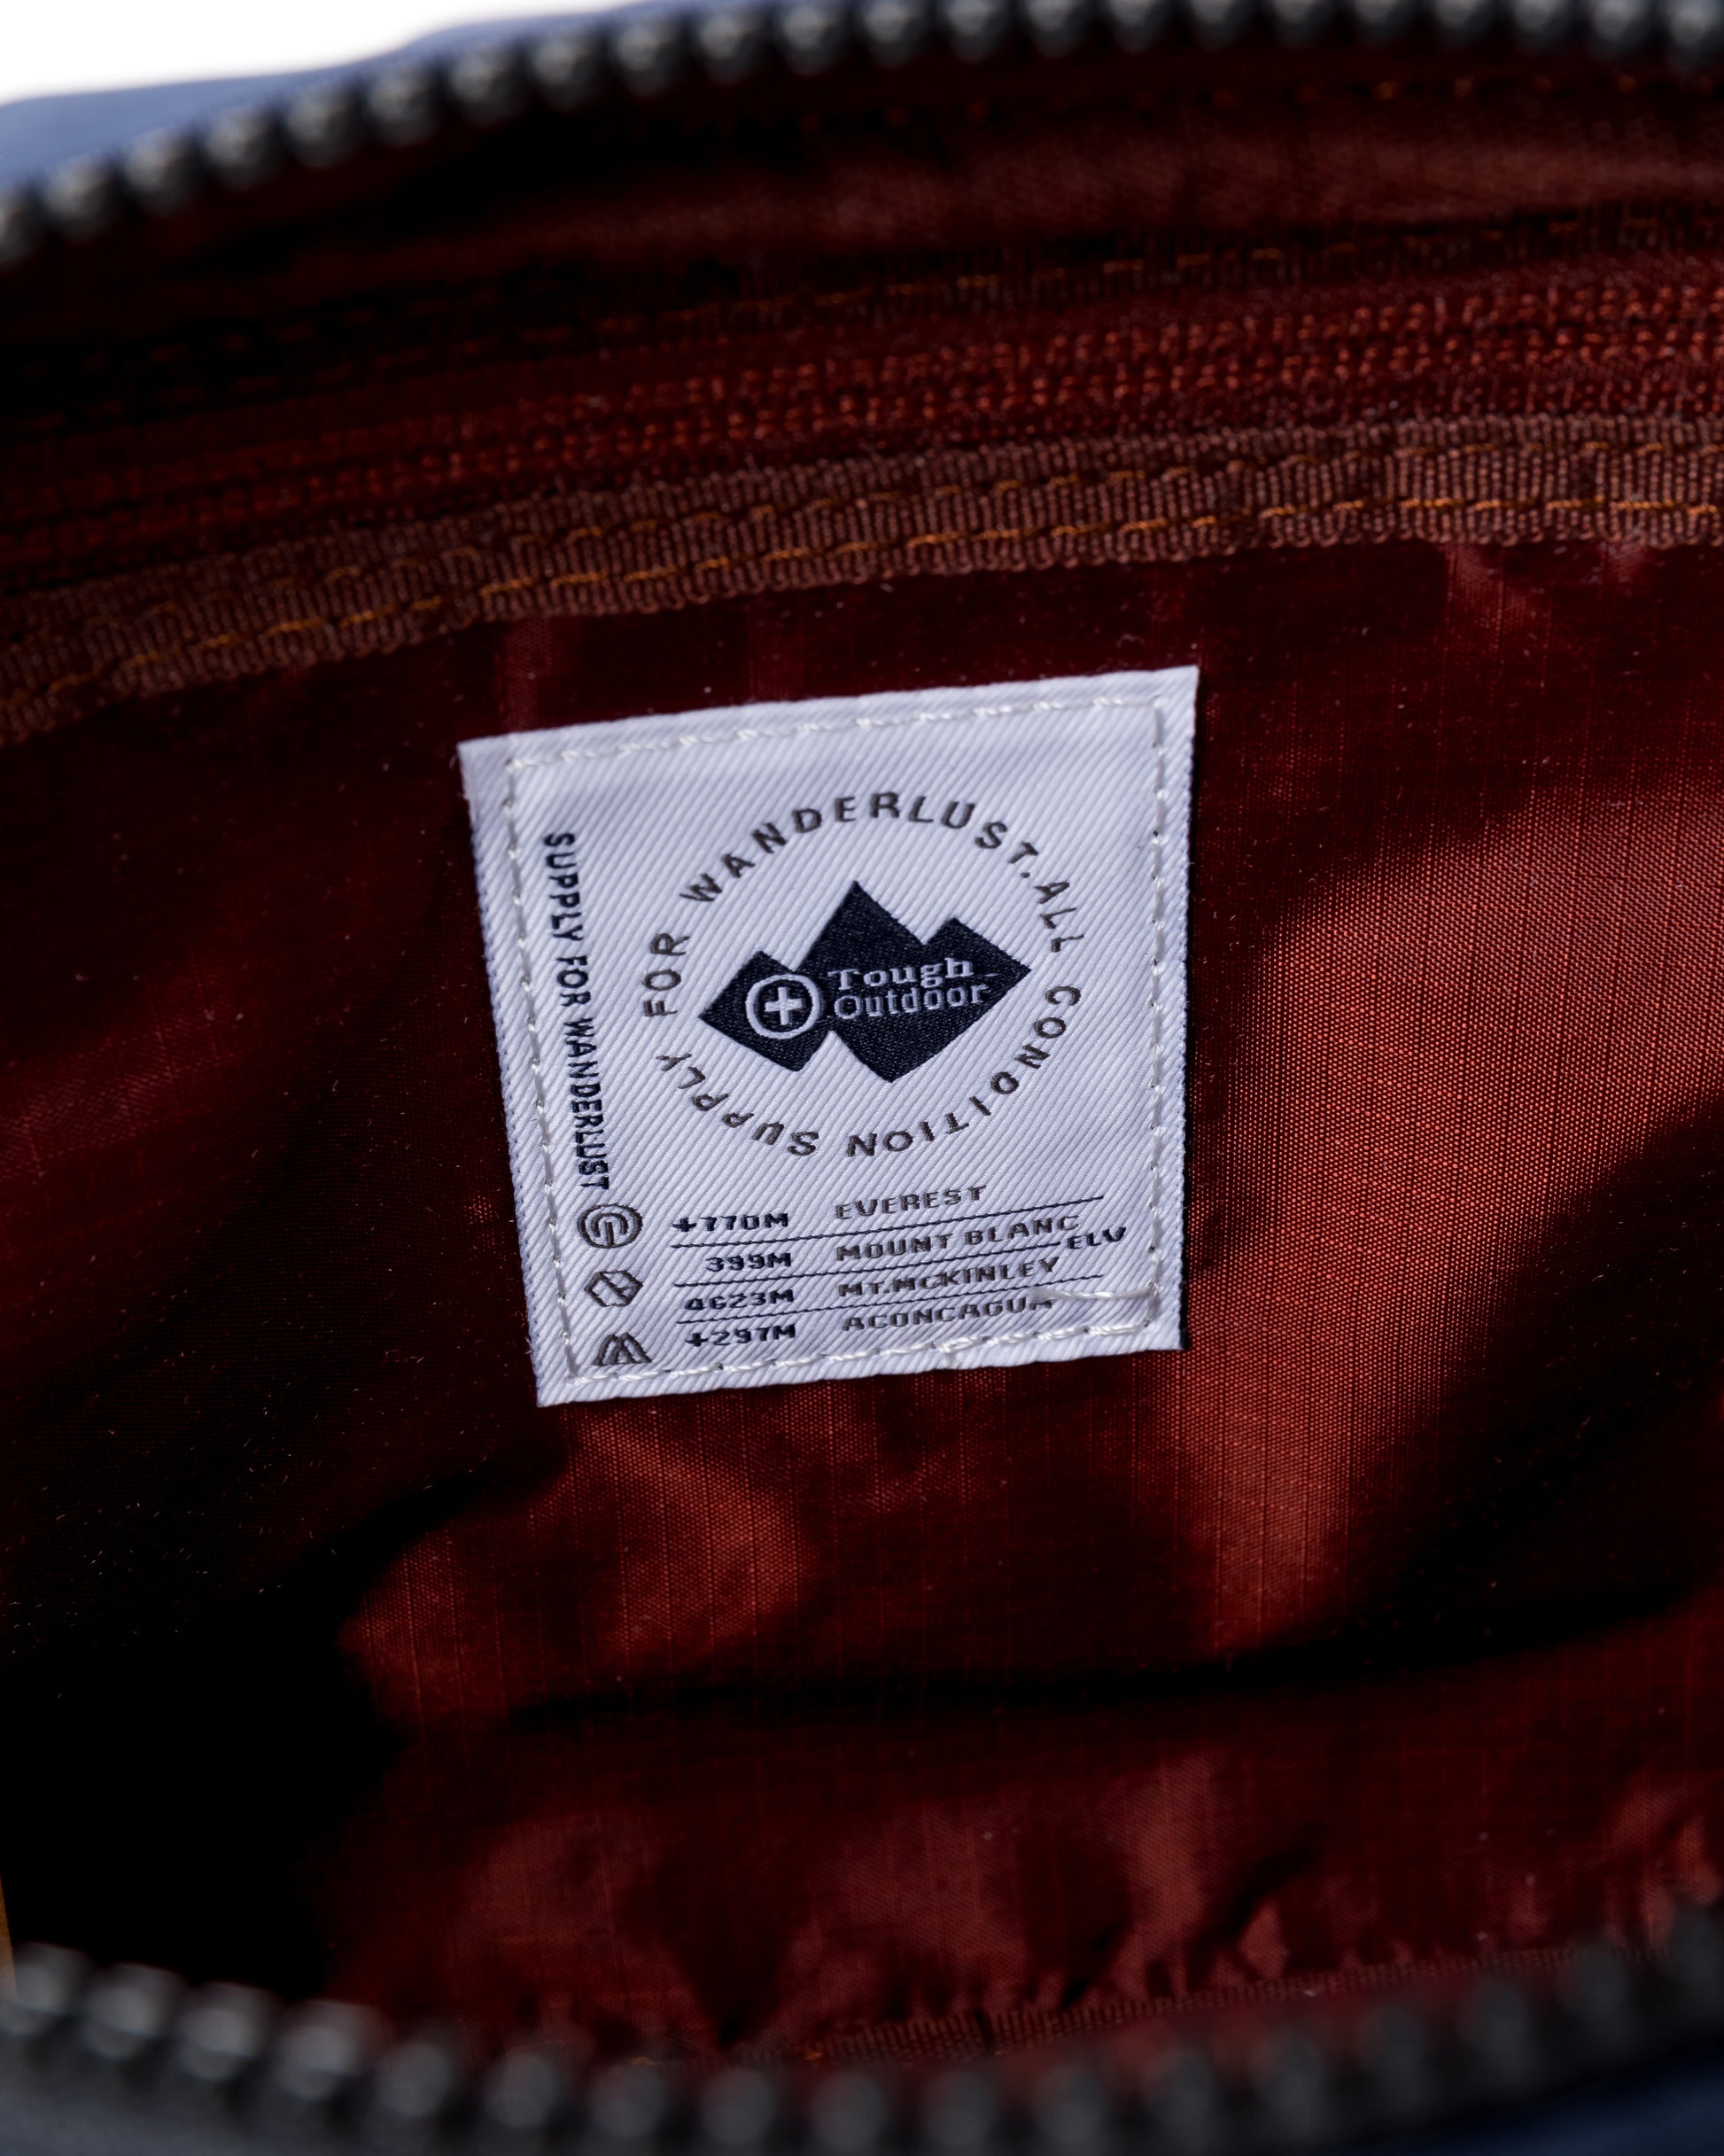 SUPPLY FOR WANDERLUST
SUPPLY FOR WANDERLUST.ALL CONDITION
Tough
Outdoor
+770M EVEREST
399M MOUNT BLANC
ELV
4623M MT.MCKINLEY
+297M ACONCAGUA